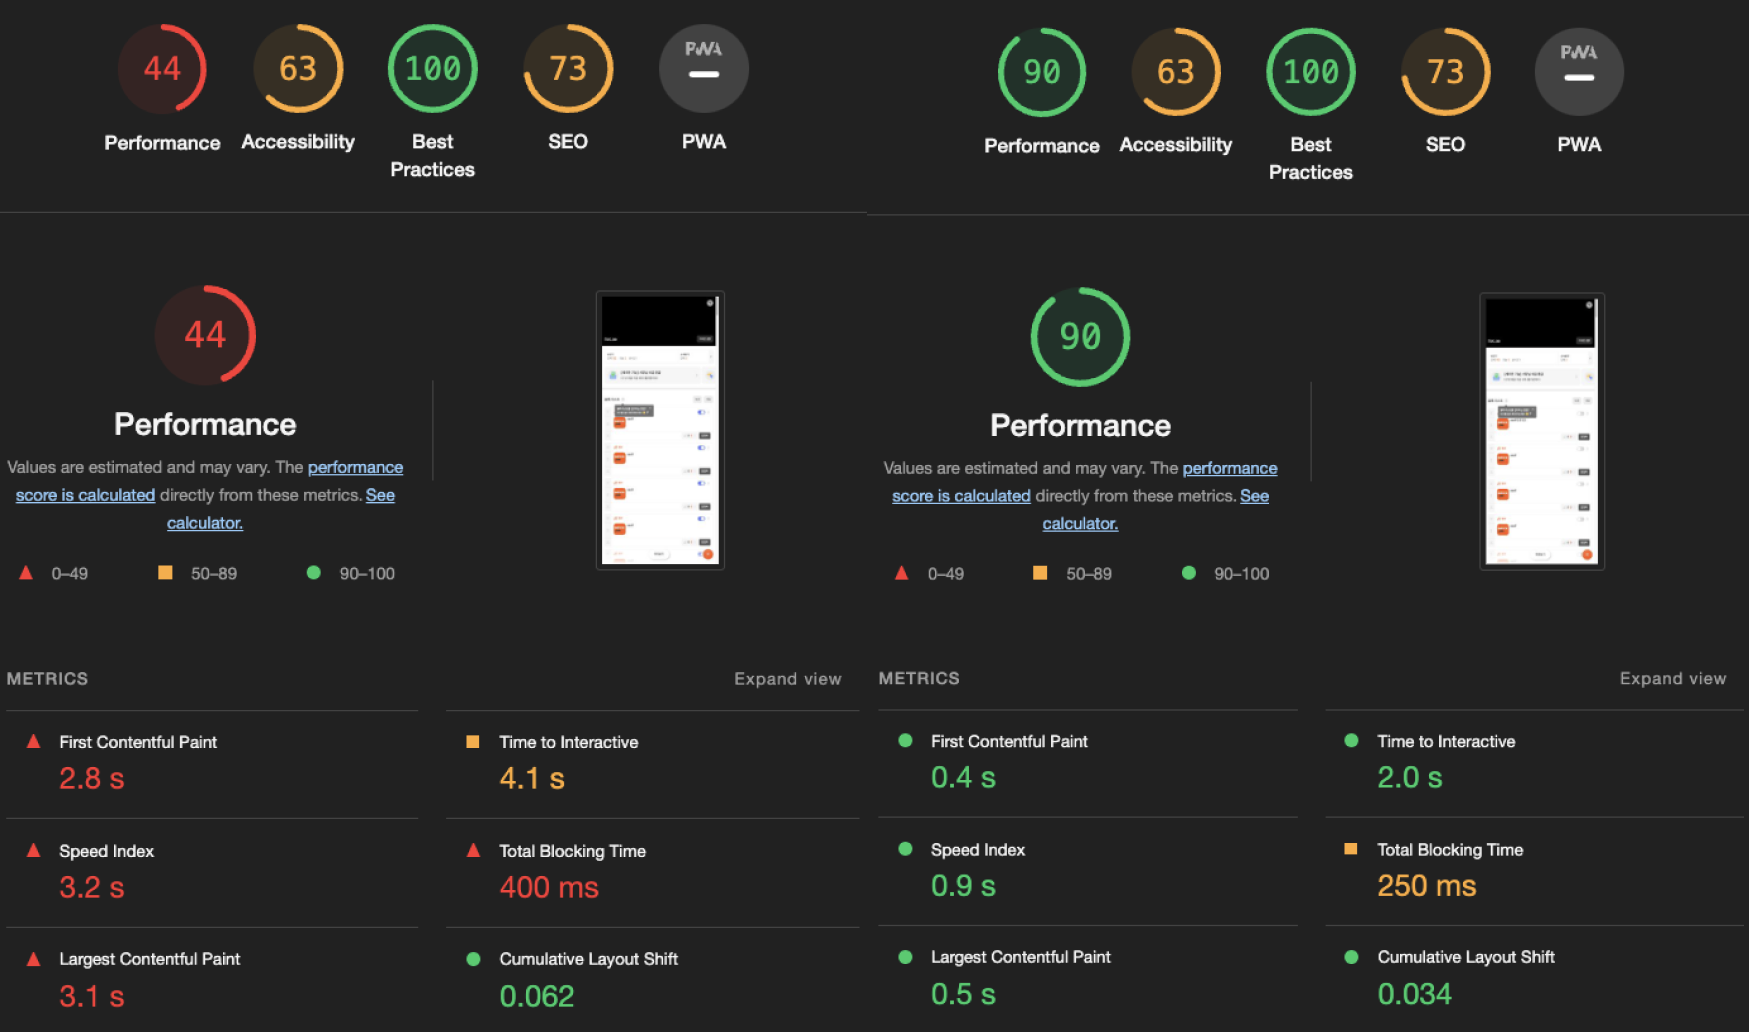 44
Performance
63
Accessibility
100
Best
Practices
73
SEO
PWA
PWA
44
Performance
Values are estimated and may vary. The performance
score is calculated directly from these metrics. See
calculator.
0–49
50–89
90–100
METRICS
Expand view
First Contentful Paint
2.8 s
Time to Interactive
4.1 s
Speed Index
3.2 s
Total Blocking Time
400 ms
Largest Contentful Paint
3.1 s
Cumulative Layout Shift
0.062
90
Performance
63
Accessibility
100
Best
Practices
73
SEO
PWA
PWA
90
Performance
Values are estimated and may vary. The performance
score is calculated directly from these metrics. See
calculator.
0–49
50–89
90–100
METRICS
Expand view
First Contentful Paint
0.4 s
Time to Interactive
2.0 s
Speed Index
0.9 s
Total Blocking Time
250 ms
Largest Contentful Paint
0.5 s
Cumulative Layout Shift
0.034